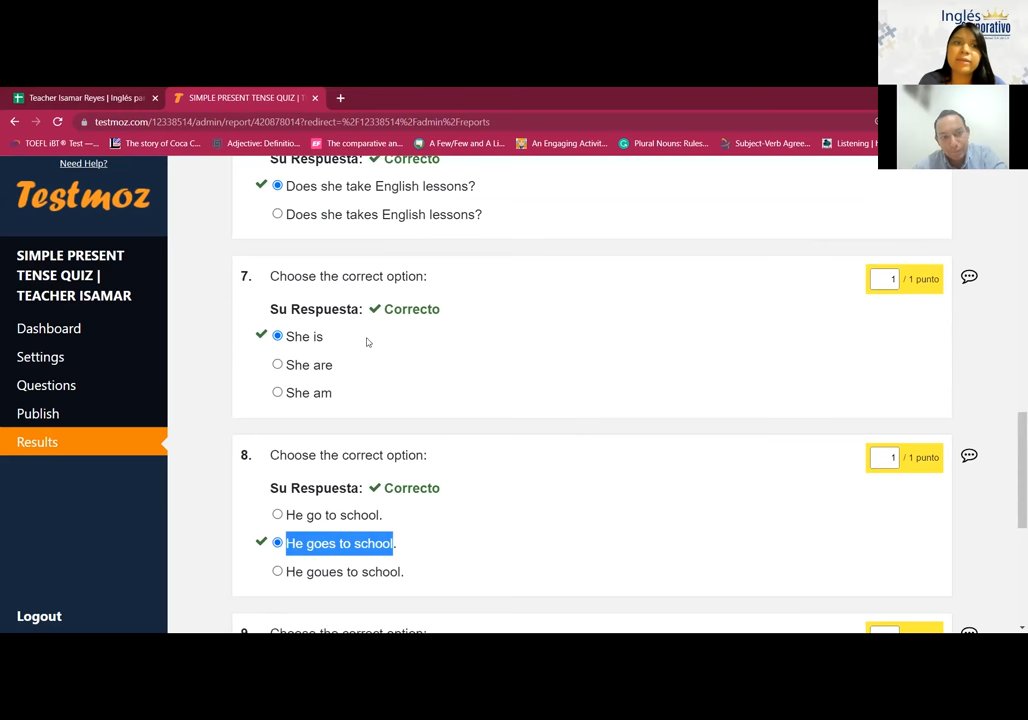 Inglés
Teacher Isamar Reyes | Inglés pa
SIMPLE PRESENT TENSE QUIZ | T
testmoz.com/12338514/admin/report/420878014?redirect=%2F12338514%2Fadmin%2Freports
TOEFL iBT® Test —...
The story of Coca C...
Adjective: Definitio...
The comparative an...
A Few/Few and A Li...
An Engaging Activit...
Plural Nouns: Rules...
Subject-Verb Agree...
Listening |
Need Help?
Testmoz
SIMPLE PRESENT
TENSE QUIZ |
TEACHER ISAMAR
Dashboard
Settings
Questions
Publish
Results
Logout
Su Respuesta: ✔ Correcto
Does she take English lessons?
Does she takes English lessons?
7. Choose the correct option:
1 / 1 punto
Su Respuesta: ✔ Correcto
She is
She are
She am
8. Choose the correct option:
1 / 1 punto
Su Respuesta: ✔ Correcto
He go to school.
He goes to school.
He goues to school.
9. Choose the correct option: